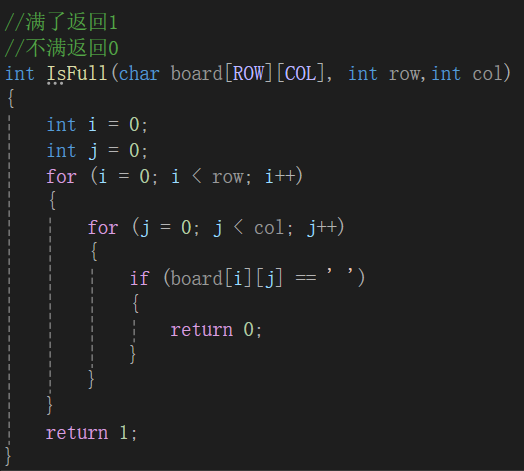 //满了返回1
//不满返回0
int IsFull(char board[ROW][COL], int row,int col)
{
    int i = 0;
    int j = 0;
    for (i = 0; i < row; i++)
    {
        for (j = 0; j < col; j++)
        {
            if (board[i][j] == ' ')
            {
                return 0;
            }
        }
    }
    return 1;
}